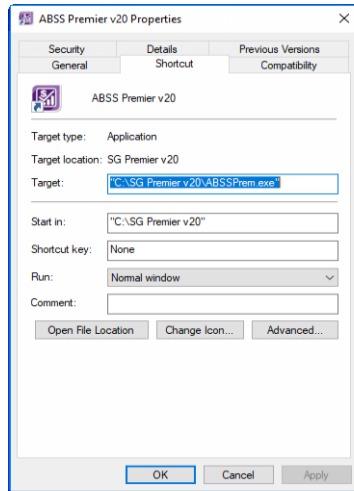 ABSS Premier v20 Properties
Security Details Previous Versions
General Shortcut Compatibility
ABSS Premier v20
Target type: Application
Target location: SG Premier v20
Target: "C:\SG Premier v20\ABSSPrem.exe"
Start in: "C:\SG Premier v20"
Shortcut key: None
Run: Normal window
Comment:
Open File Location Change Icon... Advanced...
OK Cancel Apply